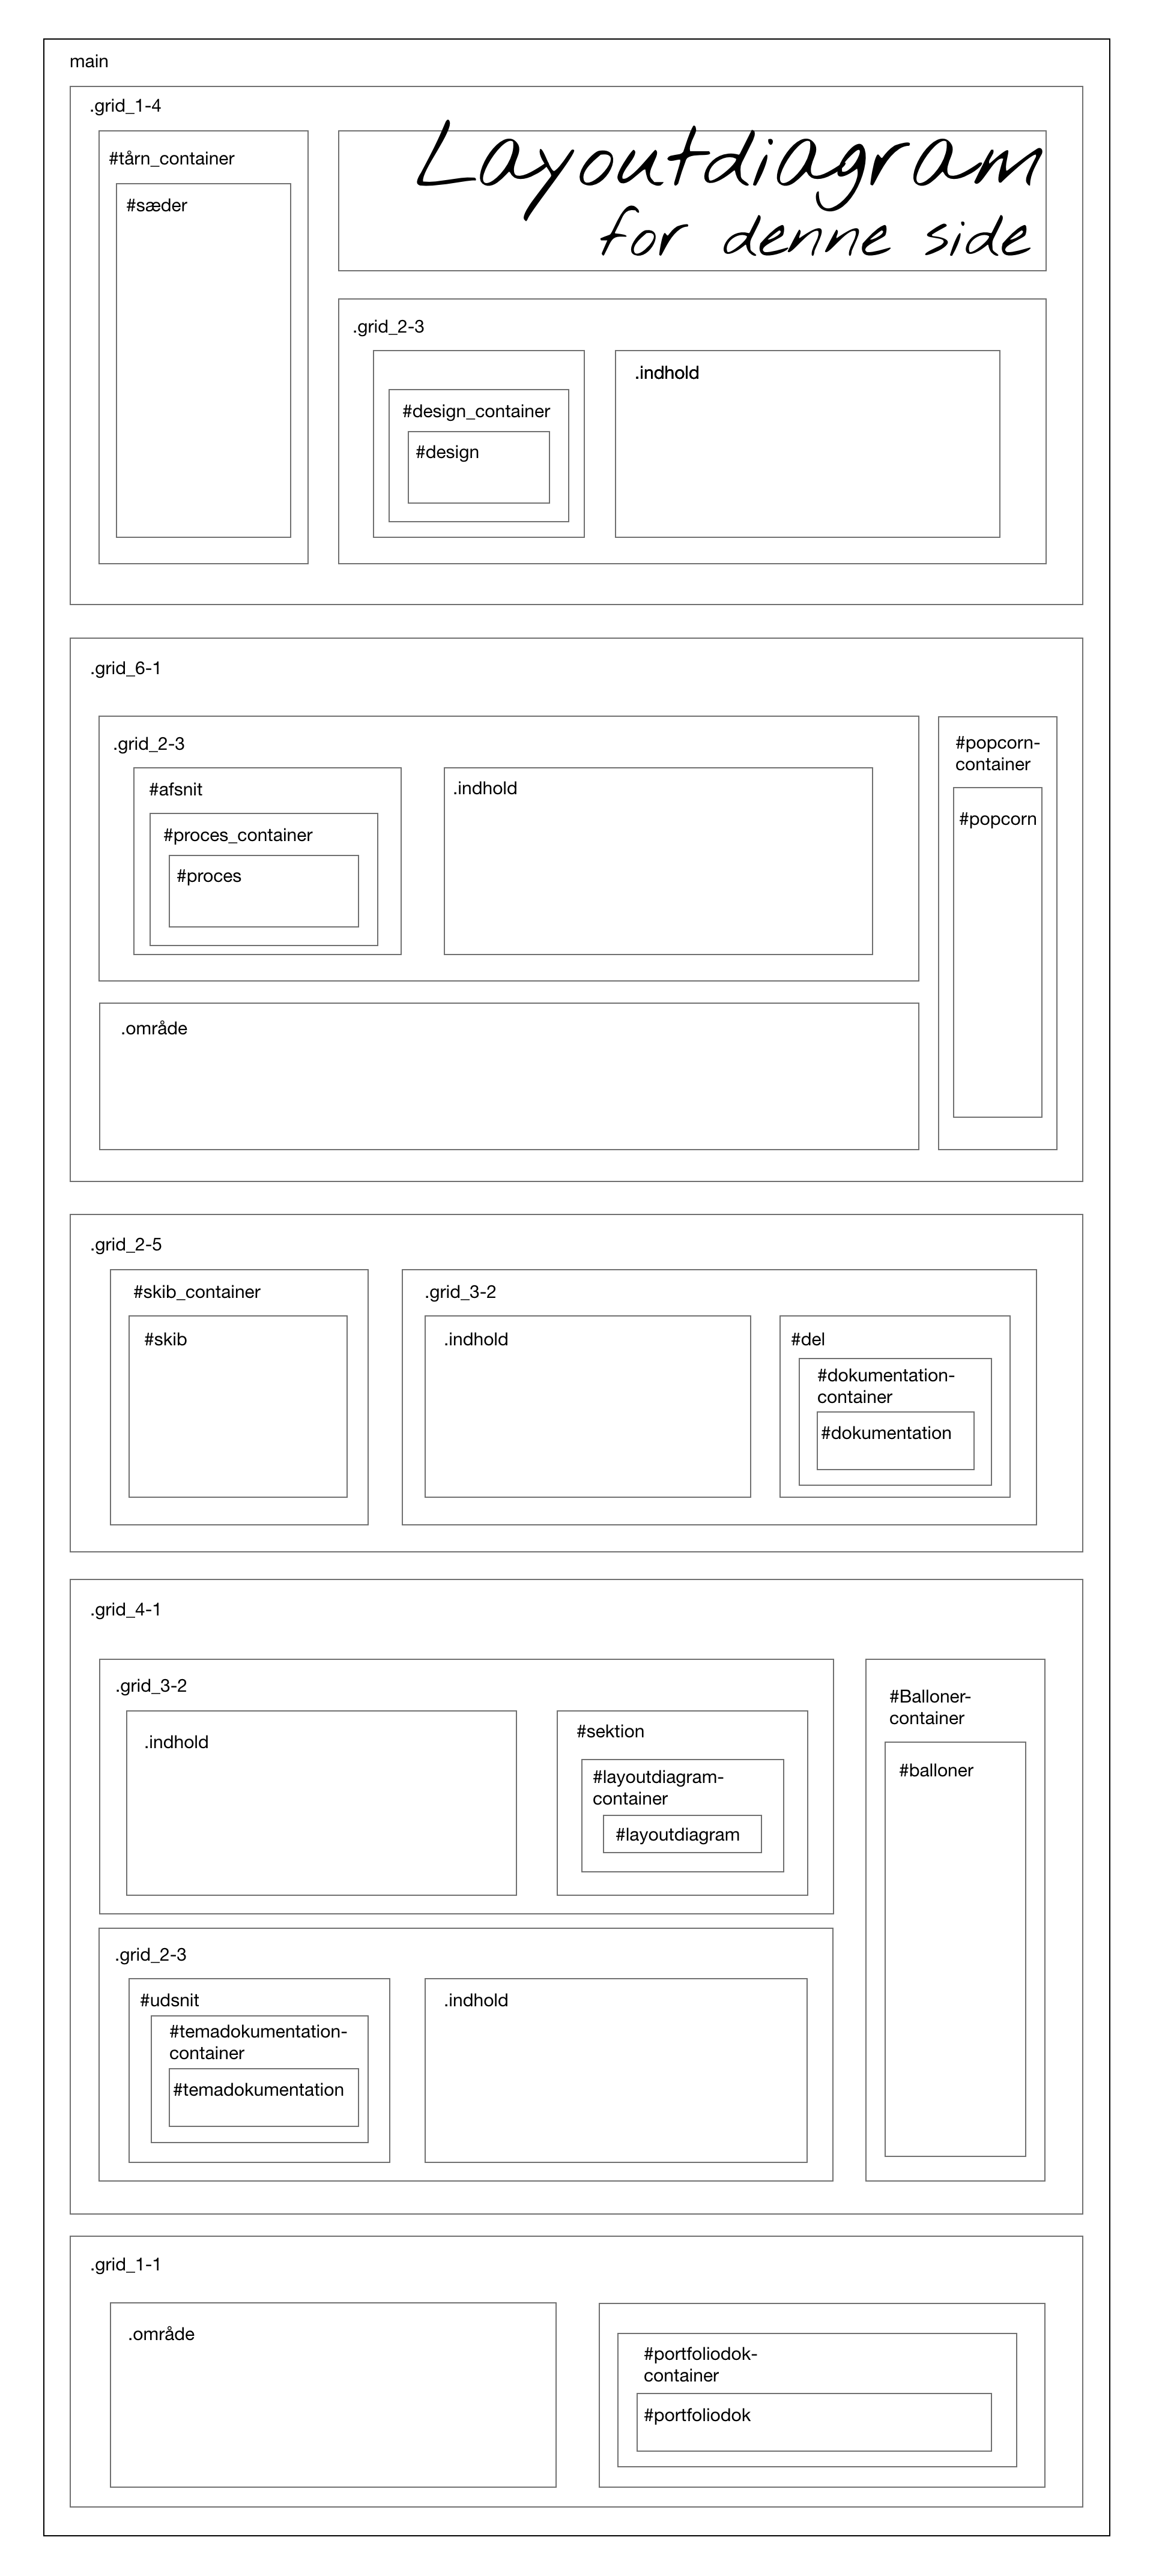 main
.grid_1-4
#tårn_container
#sæder
Layoutdiagram
for denne side
.grid_2-3
#design_container
#design
.indhold
.grid_6-1
.grid_2-3
#afsnit
#proces_container
#proces
.indhold
.område
#popcorn-
container
#popcorn
.grid_2-5
#skib_container
#skib
.grid_3-2
.indhold
#del
#dokumentation-
container
#dokumentation
.grid_4-1
.grid_3-2
.indhold
#sektion
#layoutdiagram-
container
#layoutdiagram
.grid_2-3
#udsnit
#temadokumentation-
container
#temadokumentation
.indhold
#Balloner-
container
#balloner
.grid_1-1
.område
#portfoliodok-
container
#portfoliodok